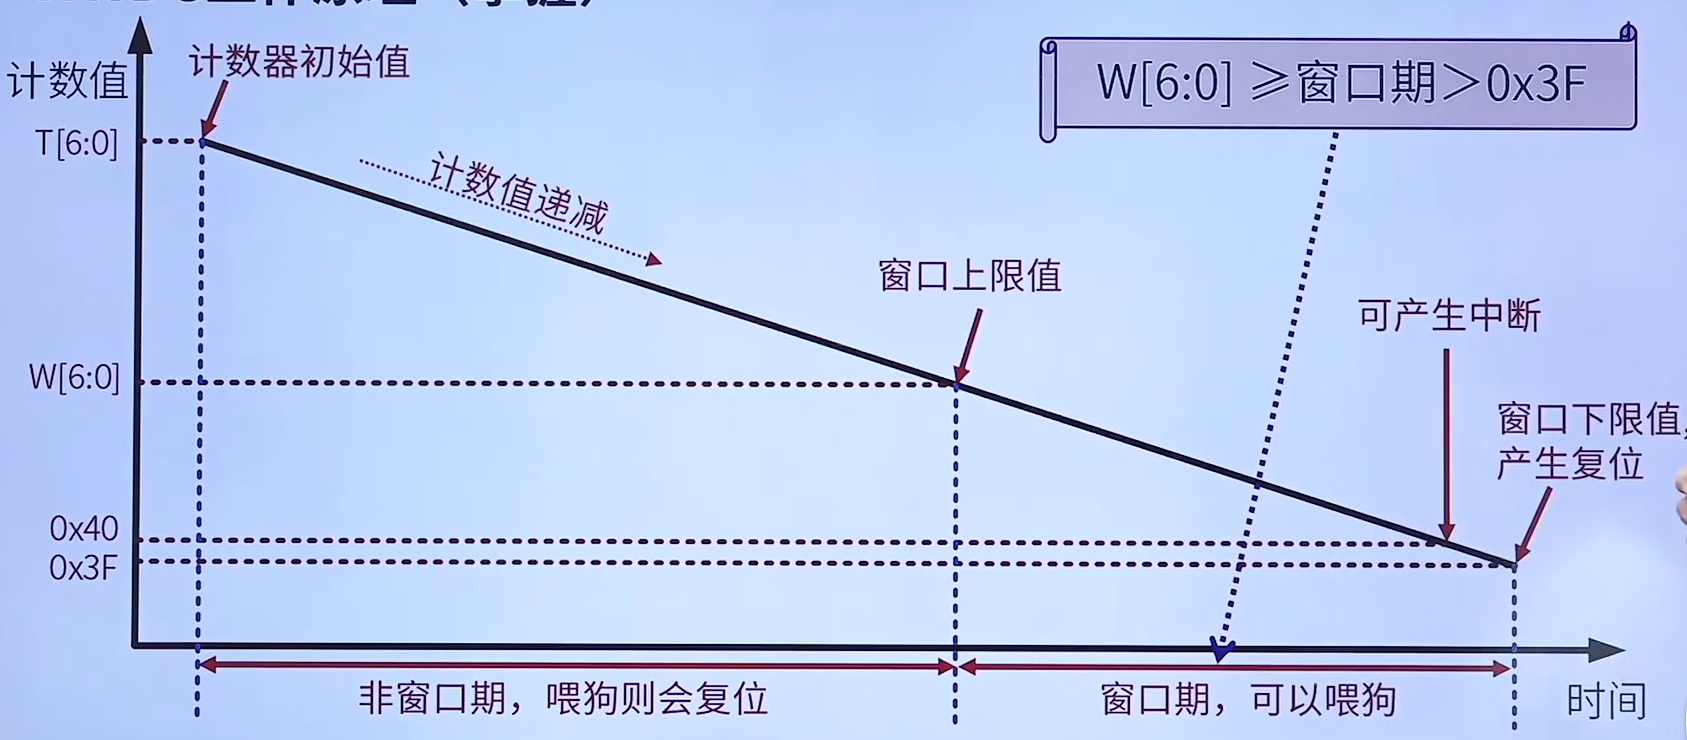 计数值
计数器初始值
T[6:0]
W[6:0] ≥窗口期>0x3F
计数值递减
窗口上限值
可产生中断
W[6:0]
窗口下限值,
产生复位
0x40
0x3F
非窗口期，喂狗则会复位
窗口期，可以喂狗
时间